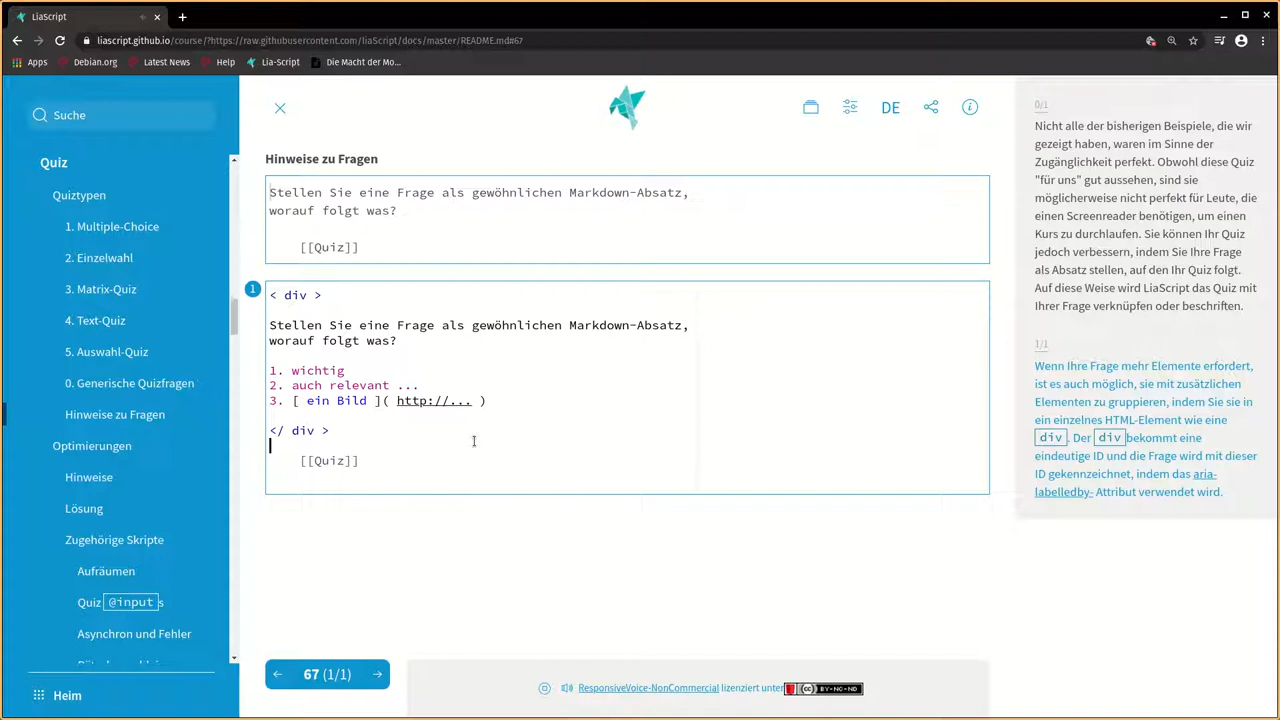 LiaScript
liascript.github.io/course/?https://raw.githubusercontent.com/liaScript/docs/master/README.md#67
Apps
Debian.org
Latest News
Help
Lia-Script
Die Macht der Mo...
Suche
Quiz
Quiztypen
1. Multiple-Choice
2. Einzelwahl
3. Matrix-Quiz
4. Text-Quiz
5. Auswahl-Quiz
0. Generische Quizfragen
Hinweise zu Fragen
Optimierungen
Hinweise
Lösung
Zugehörige Skripte
Aufräumen
Quiz @input s
Asynchron und Fehler
Heim
DE
Hinweise zu Fragen
Stellen Sie eine Frage als gewöhnlichen Markdown-Absatz,
worauf folgt was?
[[Quiz]]
1
< div >
Stellen Sie eine Frage als gewöhnlichen Markdown-Absatz,
worauf folgt was?
1. wichtig
2. auch relevant ...
3. [ ein Bild ]( http://... )
</ div >
[[Quiz]]
67 (1/1)
ResponsiveVoice-NonCommercial lizenziert unter
BY-NC-ND
0/1
Nicht alle der bisherigen Beispiele, die wir
gezeigt haben, waren im Sinne der
Zugänglichkeit perfekt. Obwohl diese Quiz
"für uns" gut aussehen, sind sie
möglicherweise nicht perfekt für Leute, die
einen Screenreader benötigen, um einen
Kurs zu durchlaufen. Sie können Ihr Quiz
jedoch verbessern, indem Sie Ihre Frage
als Absatz stellen, auf den Ihr Quiz folgt.
Auf diese Weise wird LiaScript das Quiz mit
Ihrer Frage verknüpfen oder beschriften.
1/1
Wenn Ihre Frage mehr Elemente erfordert,
ist es auch möglich, sie mit zusätzlichen
Elementen zu gruppieren, indem Sie sie in
ein einzelnes HTML-Element wie eine
div . Der div bekommt eine
eindeutige ID und die Frage wird mit dieser
ID gekennzeichnet, indem das aria-
labelledby- Attribut verwendet wird.